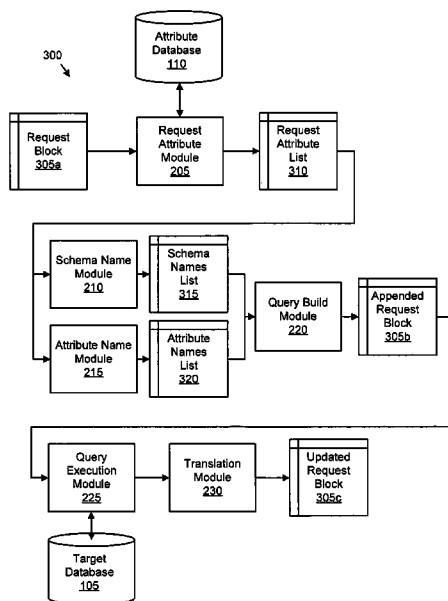 Attribute
Database
110
300
Request
Block
305a
Request
Attribute
Module
205
Request
Attribute
List
310
Schema Name
Module
210
Schema
Names
List
315
Query Build
Module
220
Appended
Request
Block
305b
Attribute Name
Module
215
Attribute
Names List
320
Query
Execution
Module
225
Translation
Module
230
Updated
Request
Block
305c
Target
Database
105